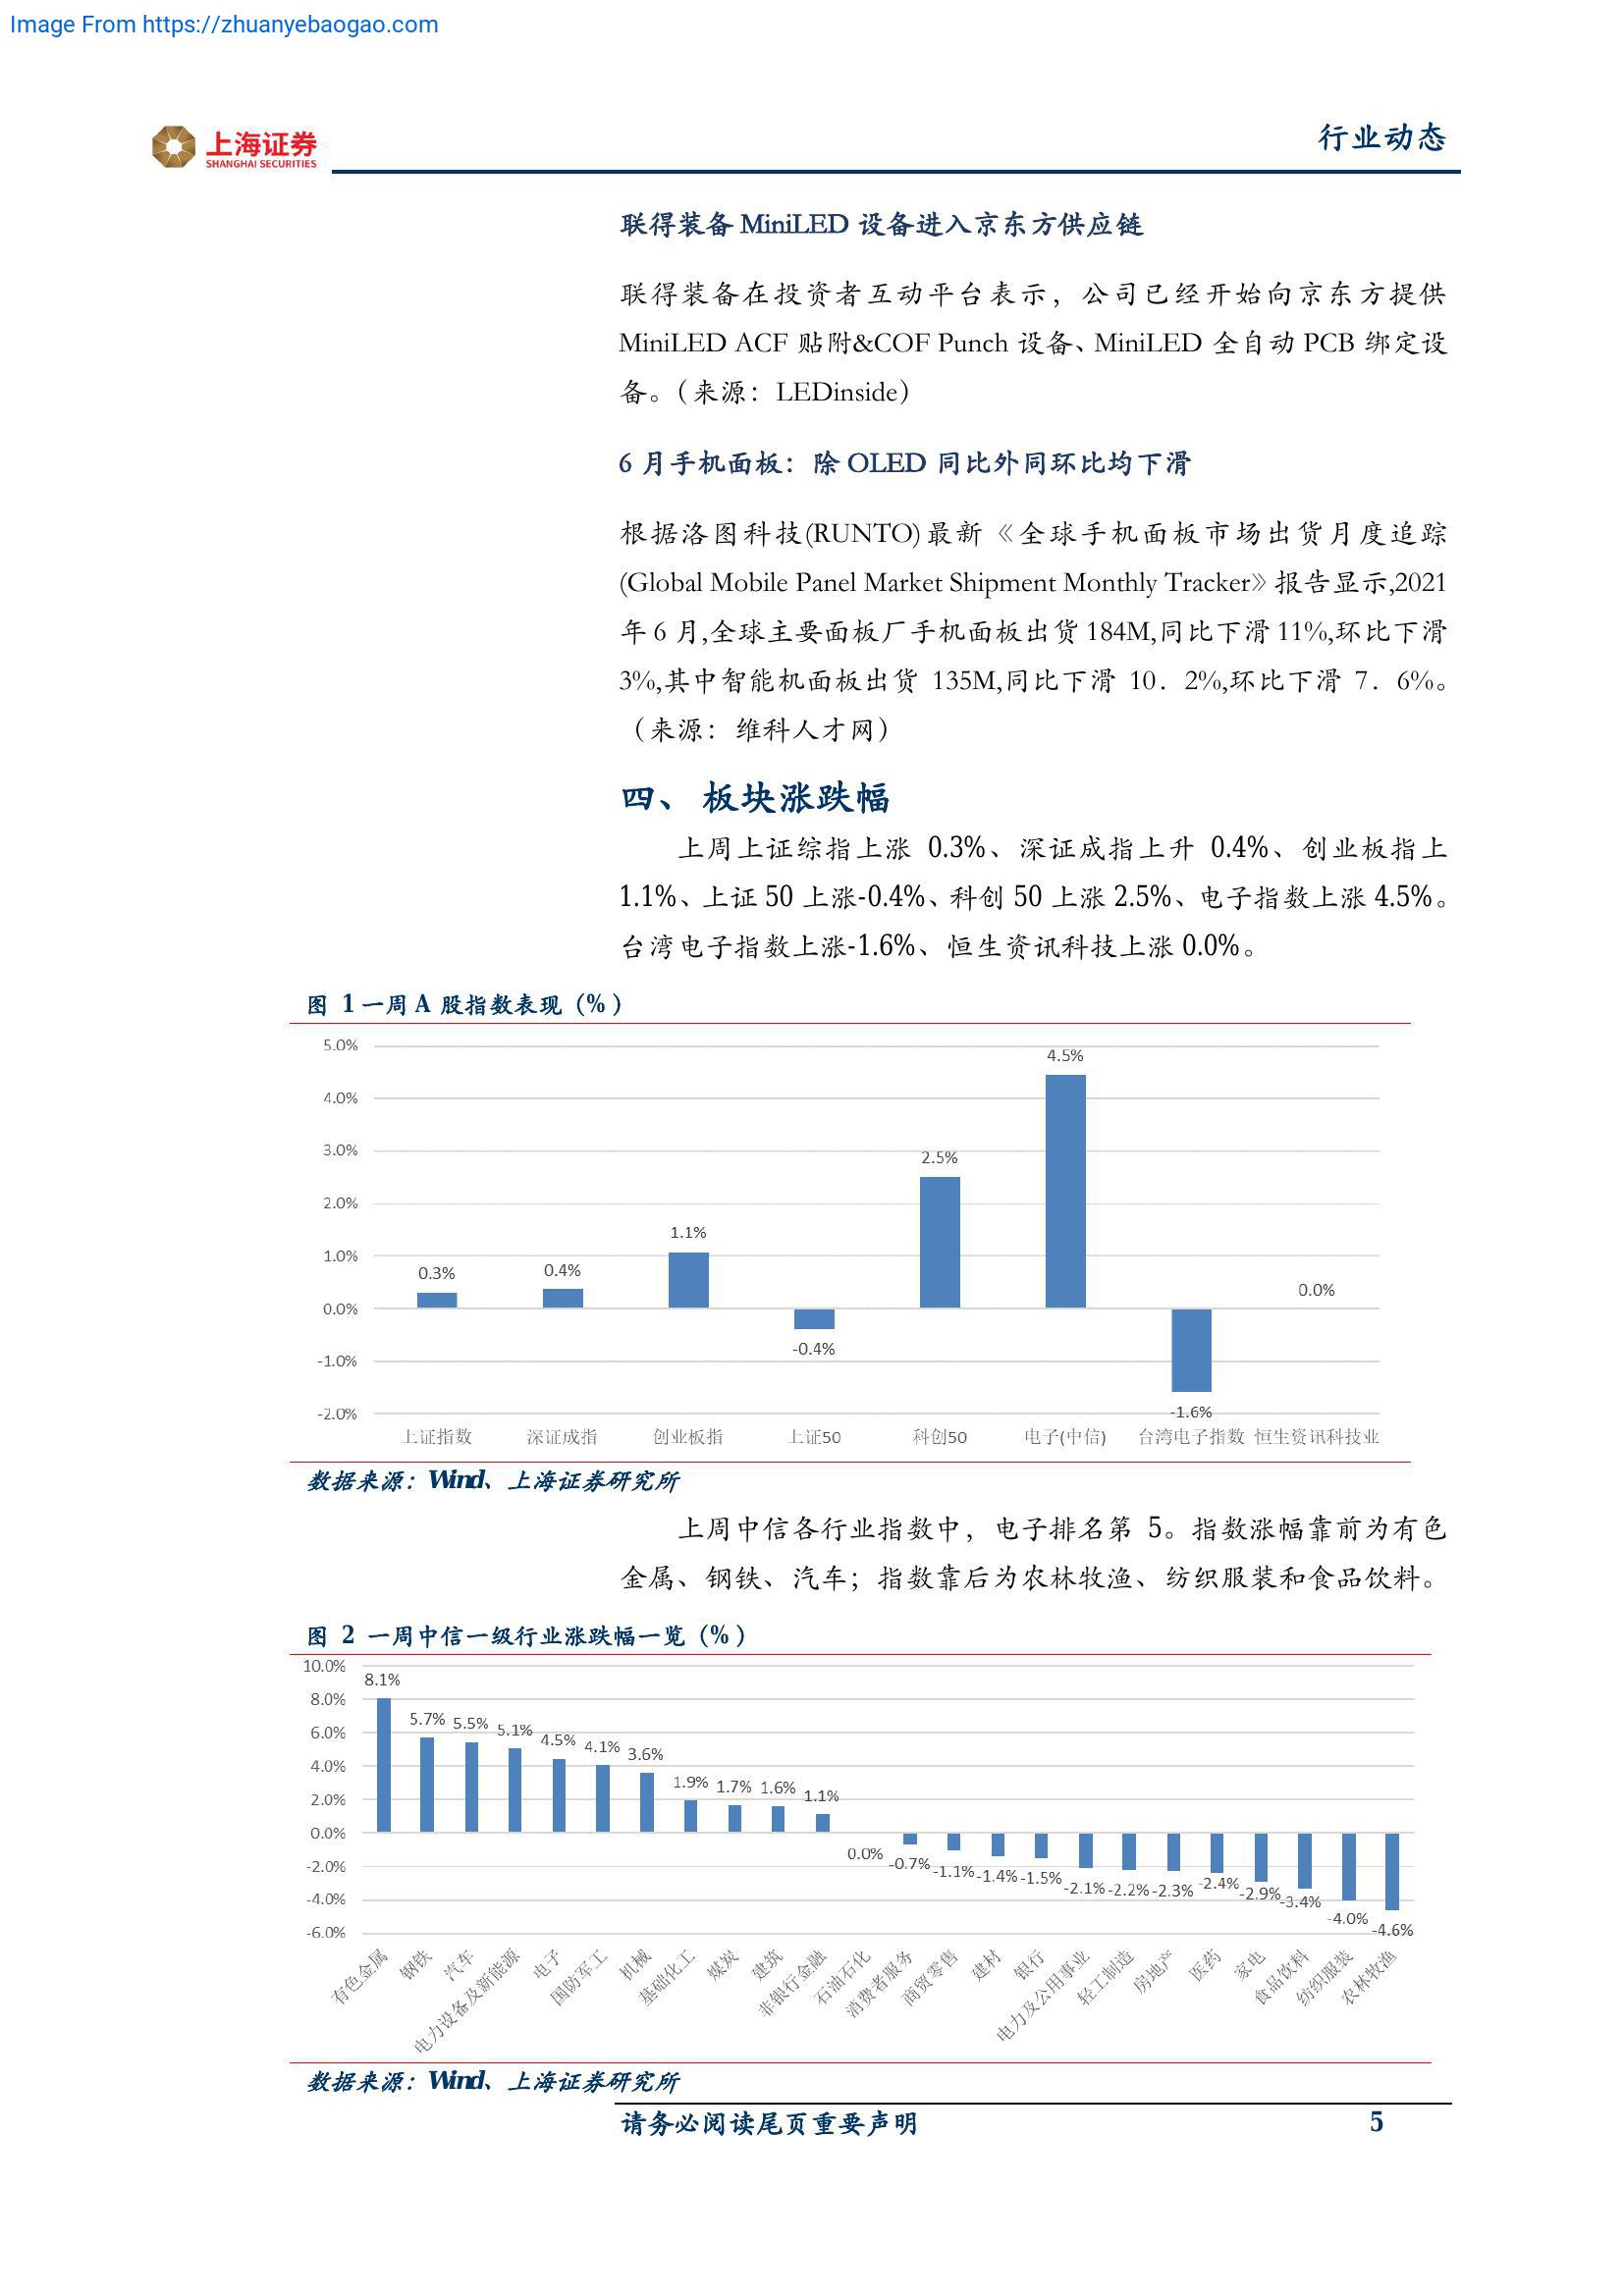 Image From https://zhuanyebaogao.com
上海证券
SHANGHAI SECURITIES
行业动态
联得装备 MiniLED 设备进入京东方供应链
联得装备在投资者互动平台表示，公司已经开始向京东方提供
MiniLED ACF 贴附&COF Punch 设备、MiniLED 全自动 PCB 绑定设
备。（来源：LEDinside）
6 月手机面板：除 OLED 同比外同环比均下滑
根据洛图科技(RUNTO)最新《全球手机面板市场出货月度追踪
(Global Mobile Panel Market Shipment Monthly Tracker》报告显示,2021
年 6 月,全球主要面板厂手机面板出货 184M,同比下滑 11%,环比下滑
3%,其中智能机面板出货 135M,同比下滑 10．2%,环比下滑 7．6%。
（来源：维科人才网）
四、 板块涨跌幅
上周上证综指上涨 0.3%、深证成指上升 0.4%、创业板指上
1.1%、上证 50 上涨-0.4%、科创 50 上涨 2.5%、电子指数上涨 4.5%。
台湾电子指数上涨-1.6%、恒生资讯科技上涨 0.0%。
图 1 一周 A 股指数表现（%）
5.0%
4.0%
3.0%
2.0%
1.0%
0.0%
-1.0%
-2.0%
0.3%
0.4%
1.1%
-0.4%
2.5%
4.5%
-1.6%
0.0%
上证指数
深证成指
创业板指
上证50
科创50
电子(中信)
台湾电子指数
恒生资讯科技业
数据来源：Wind、上海证券研究所
上周中信各行业指数中，电子排名第 5。指数涨幅靠前为有色
金属、钢铁、汽车；指数靠后为农林牧渔、纺织服装和食品饮料。
图 2 一周中信一级行业涨跌幅一览（%）
10.0%
8.0%
6.0%
4.0%
2.0%
0.0%
-2.0%
-4.0%
-6.0%
8.1%
5.7%
5.5%
5.1%
4.5%
4.1%
3.6%
1.9%
1.7%
1.6%
1.1%
0.0%
-0.7%
-1.1%
-1.4%
-1.5%
-2.1%
-2.2%
-2.3%
-2.4%
-2.9%
-3.4%
-4.0%
-4.6%
有色金属
钢铁
汽车
电力设备及新能源
电子
国防军工
机械
基础化工
煤炭
建筑
非银行金融
石油石化
消费者服务
商贸零售
建材
银行
电力及公用事业
轻工制造
房地产
医药
家电
食品饮料
纺织服装
农林牧渔
数据来源：Wind、上海证券研究所
请务必阅读尾页重要声明
5